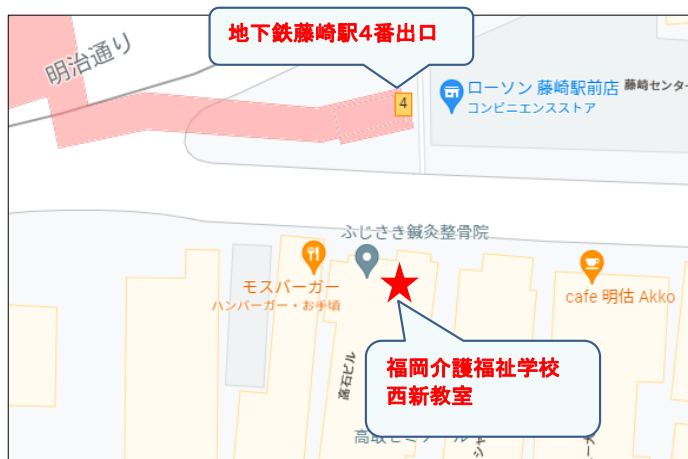 地下鉄藤崎駅4番出口
明治通り
4
ローソン 藤崎駅前店
コンビニエンスストア
藤崎センタ
ふじさき鍼灸整骨院
モスバーガー
ハンバーガー・お手頃
cafe 明估 Akko
福岡介護福祉学校
西新教室
高石ビル